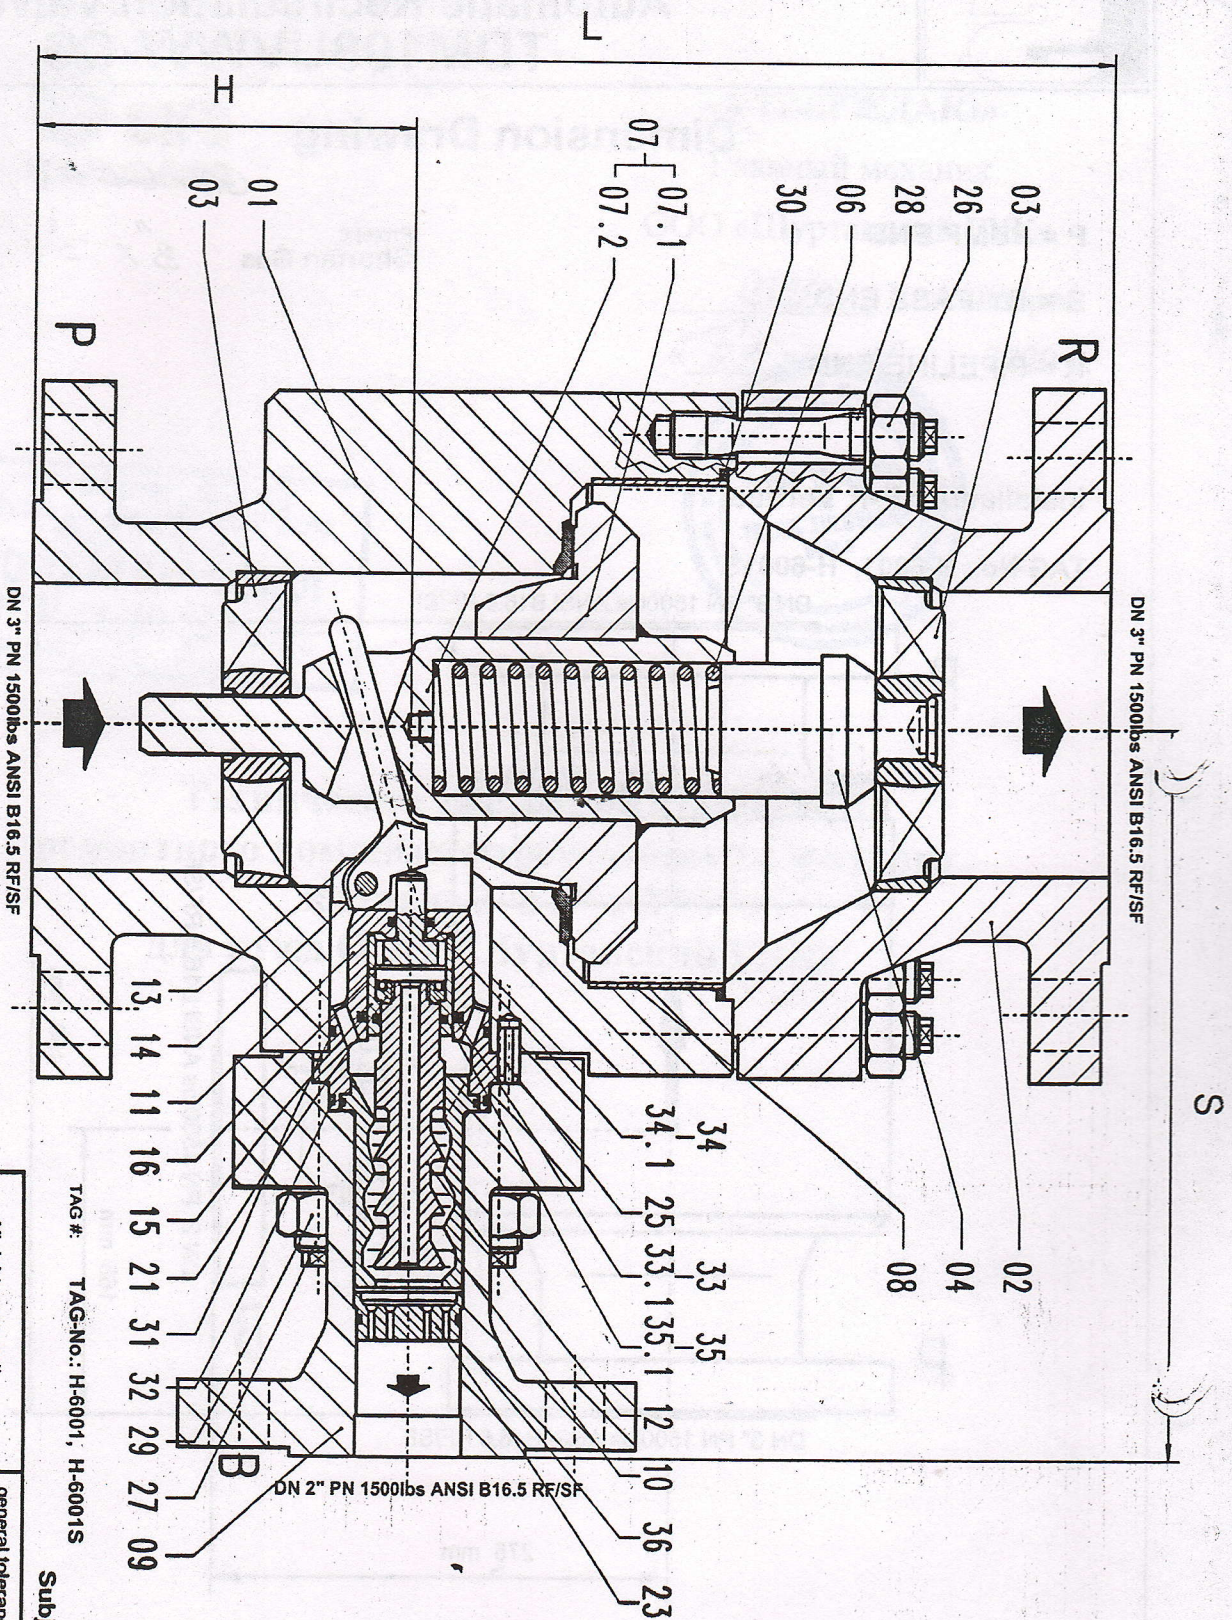 L
H
S
03
26
28
06
30
07
07.1
07.2
01
03
R
P
DN 3" PN 1500lbs ANSI B16.5 RF/SF
DN 3" PN 1500lbs ANSI B16.5 RF/SF
02
04
08
34
34.1
25
33
33.1
35
35.1
12
10
36
23
13
14
11
16
15
21
31
32
29
27
09
B
DN 2" PN 1500lbs ANSI B16.5 RF/SF
TAG #: TAG-No.: H-6001, H-6001S
Dimension Drawing
276 mm